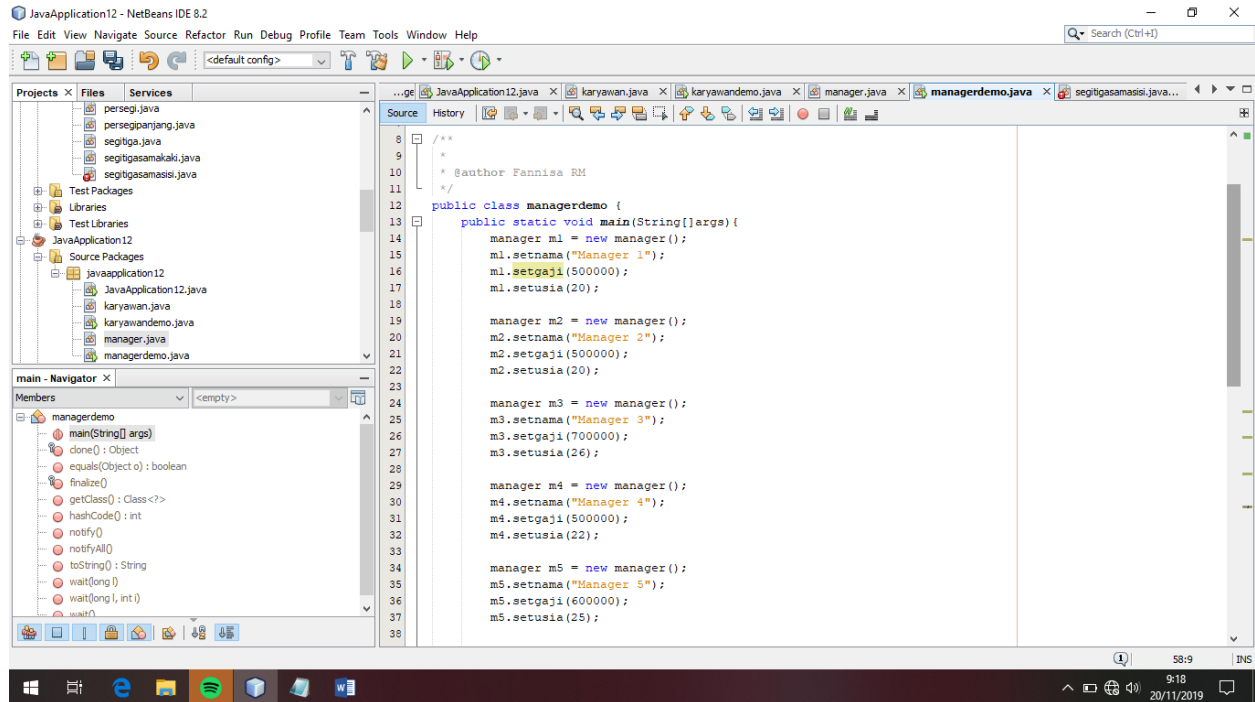 JavaApplication12 - NetBeans IDE 8.2
File Edit View Navigate Source Refactor Run Debug Profile Team Tools Window Help
Search (Ctrl+I)
<default config>
Projects Files Services
persegi.java
persegipanjang.java
segitiga.java
segitigasamakaki.java
segitigasamasisi.java
Test Packages
Libraries
Test Libraries
JavaApplication12
Source Packages
javaapplication12
JavaApplication12.java
karyawan.java
karyawandemo.java
manager.java
managerdemo.java
main - Navigator
Members <empty>
managerdemo
main(String[] args)
clone() : Object
equals(Object o) : boolean
finalize()
getClass() : Class<?>
hashCode() : int
notify()
notifyAll()
toString() : String
wait(long l)
wait(long l, int i)
wait()
...ge JavaApplication12.java karyawan.java karyawandemo.java manager.java managerdemo.java segitigasamasisi.java...
Source History
8 /**
9 *
10 * @author Fannisa RM
11 */
12 public class managerdemo {
13 public static void main(String[]args){
14 manager m1 = new manager();
15 m1.setnama("Manager 1");
16 m1.setgaji(500000);
17 m1.setusia(20);
18
19 manager m2 = new manager();
20 m2.setnama("Manager 2");
21 m2.setgaji(500000);
22 m2.setusia(20);
23
24 manager m3 = new manager();
25 m3.setnama("Manager 3");
26 m3.setgaji(700000);
27 m3.setusia(26);
28
29 manager m4 = new manager();
30 m4.setnama("Manager 4");
31 m4.setgaji(500000);
32 m4.setusia(22);
33
34 manager m5 = new manager();
35 m5.setnama("Manager 5");
36 m5.setgaji(600000);
37 m5.setusia(25);
38
1 58:9 INS
9:18
20/11/2019